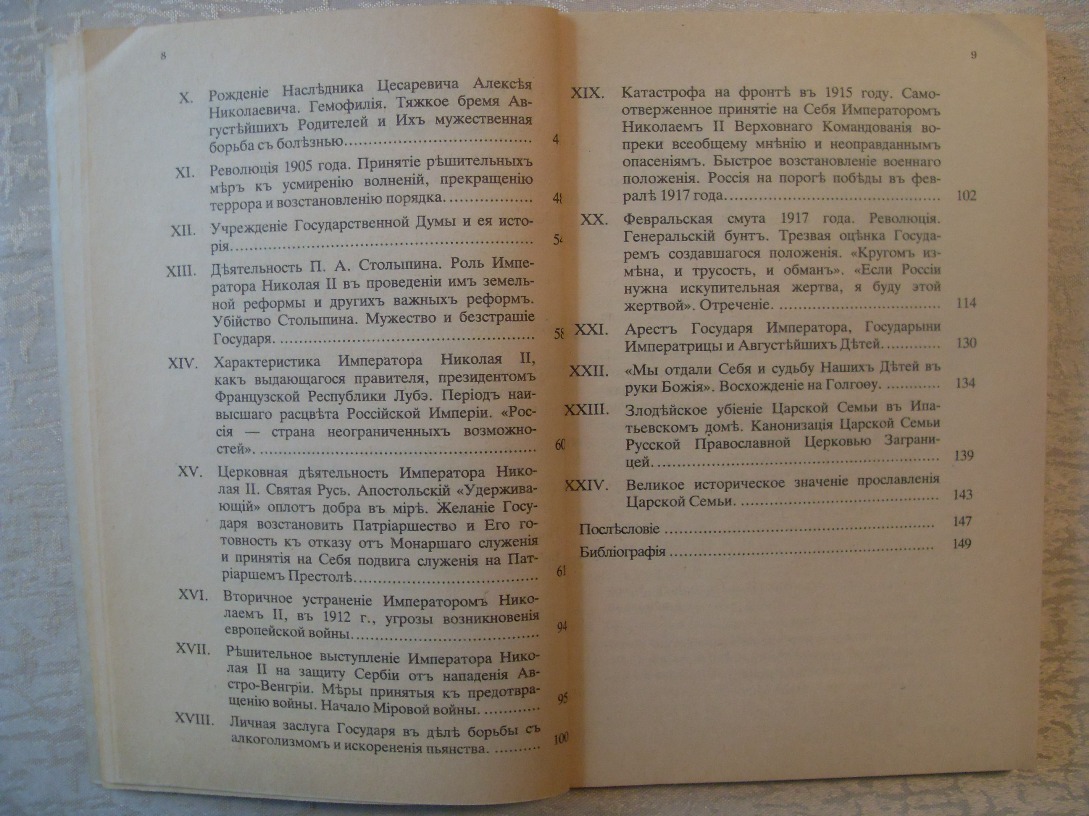 8
X. Рожденіе Наслѣдника Цесаревича Алексѣя
Николаевича. Гемофилія. Тяжкое бремя Ав-
густѣйшихъ Родителей и Ихъ мужественная
борьба съ болѣзнью.....................................
XI. Революція 1905 года. Принятіе рѣшительныхъ
мѣръ къ усмиренію волненій, прекращенію
террора и возстановленію порядка................. 48
XII. Учрежденіе Государственной Думы и ея исто-
рія............................................................. 54
XIII. Дѣятельность П. А. Столыпина. Роль Импе-
ратора Николая II въ проведеніи имъ земель-
ной реформы и другихъ важныхъ реформъ.
Убійство Столыпина. Мужество и безстрашіе
Государя. ................................................... 58
XIV. Характеристика Императора Николая II,
какъ выдающагося правителя, президентомъ
Французской Республики Лубэ. Періодъ наи-
высшаго расцвѣта Россійской Имперіи. «Рос-
сія — страна неограниченныхъ возможно-
стей». ........................................................ 60
XV. Церковная дѣятельность Императора Нико-
лая II. Святая Русь. Апостольскій «Удержива-
ющій» оплотъ добра въ мірѣ. Желаніе Госу-
даря возстановить Патріаршество и Его го-
товность къ отказу отъ Монаршаго служенія
и принятія на Себя подвига служенія на Пат-
ріаршемъ Престолѣ...................................... 61
XVI. Вторичное устраненіе Императоромъ Нико-
лаемъ II, въ 1912 г., угрозы возникновенія
европейской войны...................................... 94
XVII. Рѣшительное выступленіе Императора Нико-
лая II на защиту Сербіи отъ нападенія Ав-
стро-Венгріи. Мѣры принятыя къ предотвра-
щенію войны. Начало Міровой войны. ........... 95
XVIII. Личная заслуга Государя въ дѣлѣ борьбы съ
алкоголизмомъ и искорененія пьянства. ......... 100
9
XIX. Катастрофа на фронтѣ въ 1915 году. Само-
отверженное принятіе на Себя Императоромъ
Николаемъ II Верховнаго Командованія во-
преки всеобщему мнѣнію и неоправданнымъ
опасеніямъ. Быстрое возстановленіе военнаго
положенія. Россія на порогѣ побѣды въ фев-
ралѣ 1917 года............................................. 102
XX. Февральская смута 1917 года. Революція.
Генеральскій бунтъ. Трезвая оцѣнка Госуда-
ремъ создавшагося положенія. «Кругомъ из-
мѣна, и трусость, и обманъ». «Если Россіи
нужна искупительная жертва, я буду этой
жертвой». Отреченіе. .................................. 114
XXI. Арестъ Государя Императора, Государыни
Императрицы и Августѣйшихъ Дѣтей............ 130
XXII. «Мы отдали Себя и судьбу Нашихъ Дѣтей въ
руки Божія». Восхожденіе на Голгоѳу............. 134
XXIII. Злодѣйское убіеніе Царской Семьи въ Ипа-
тьевскомъ домѣ. Канонизація Царской Семьи
Русской Православной Церковью Заграни-
цей............................................................. 139
XXIV. Великое историческое значеніе прославленія
Царской Семьи. ......................................... 143
Послѣсловіе ....................................................... 147
Библіографія ..................................................... 149